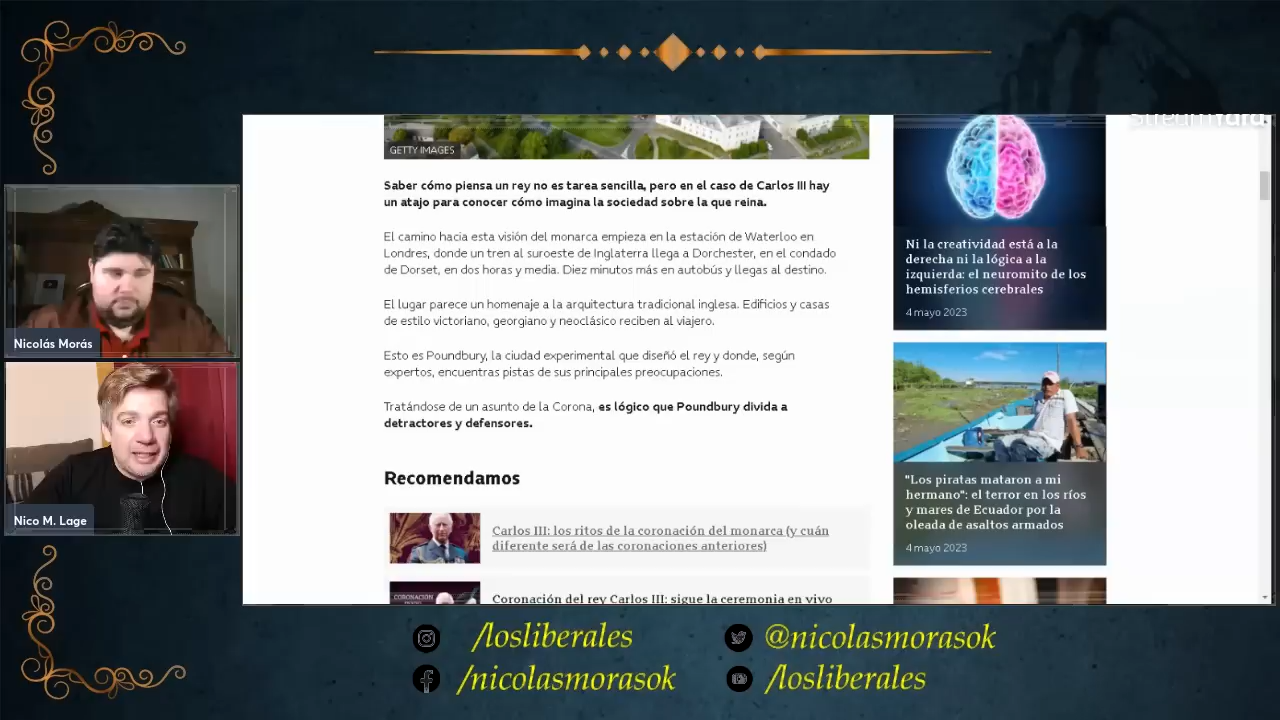 StreamYard
GETTY IMAGES
Saber cómo piensa un rey no es tarea sencilla, pero en el caso de Carlos III hay
un atajo para conocer cómo imagina la sociedad sobre la que reina.
El camino hacia esta visión del monarca empieza en la estación de Waterloo en
Londres, donde un tren al suroeste de Inglaterra llega a Dorchester, en el condado
de Dorset, en dos horas y media. Diez minutos más en autobús y llegas al destino.
El lugar parece un homenaje a la arquitectura tradicional inglesa. Edificios y casas
de estilo victoriano, georgiano y neoclásico reciben al viajero.
Esto es Poundbury, la ciudad experimental que diseñó el rey y donde, según
expertos, encuentras pistas de sus principales preocupaciones.
Tratándose de un asunto de la Corona, es lógico que Poundbury divida a
detractores y defensores.
Recomendamos
Carlos III: los ritos de la coronación del monarca (y cuán
diferente será de las coronaciones anteriores)
CORONACIÓN
Coronación del rey Carlos III: sigue la ceremonia en vivo
Ni la creatividad está a la
derecha ni la lógica a la
izquierda: el neuromito de los
hemisferios cerebrales
4 mayo 2023
"Los piratas mataron a mi
hermano": el terror en los ríos
y mares de Ecuador por la
oleada de asaltos armados
4 mayo 2023
Nicolás Morás
Nico M. Lage
/losliberales
@nicolasmorasok
/nicolasmorasok
/losliberales